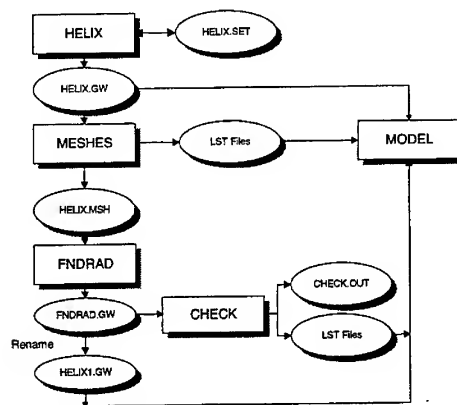 HELIX
HELIX.SET
HELIX.GW
MESHES
LST Files
MODEL
HELIX.MSH
FNDRAD
FNDRAD.GW
CHECK
CHECK.OUT
LST Files
Rename
HELIX1.GW